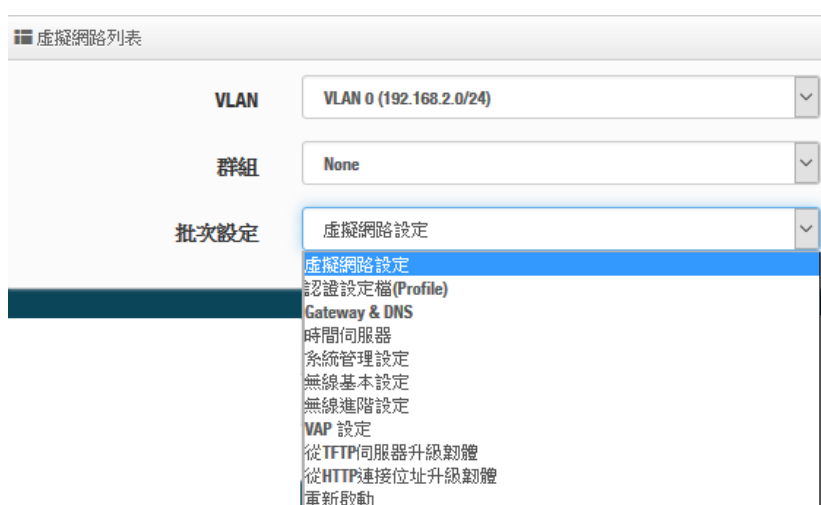 虛擬網路列表
VLAN
VLAN 0 (192.168.2.0/24)
群組
None
批次設定
虛擬網路設定
虛擬網路設定
認證設定檔(Profile)
Gateway & DNS
時間伺服器
系統管理設定
無線基本設定
無線進階設定
VAP 設定
從TFTP伺服器升級韌體
從HTTP連接位址升級韌體
重新啟動